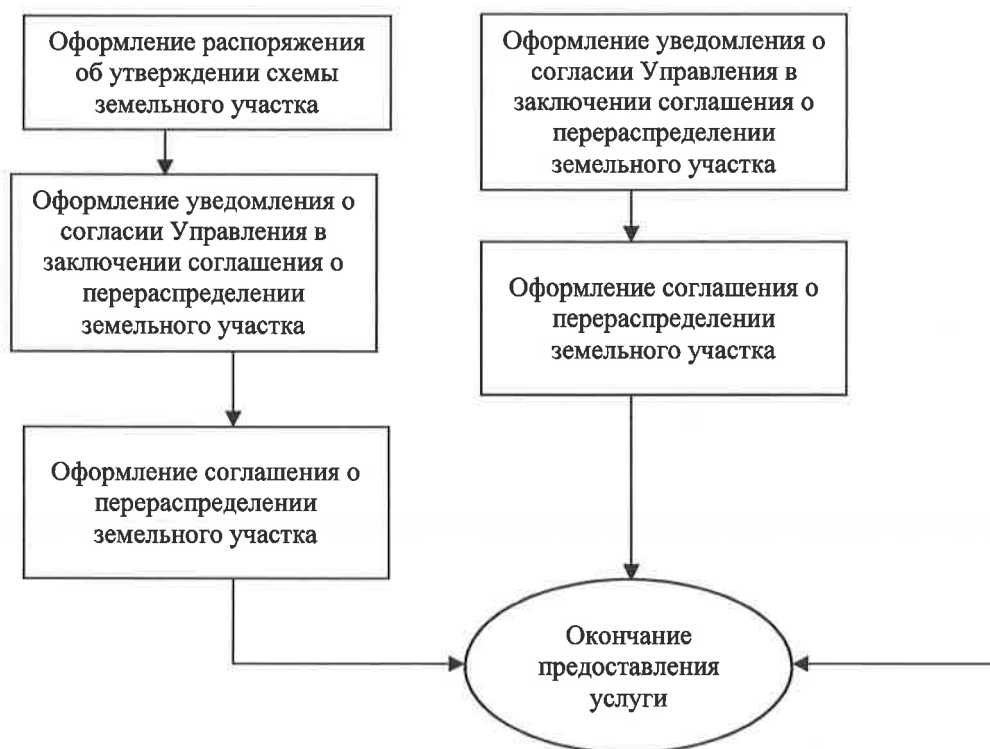 Оформление распоряжения
об утверждении схемы
земельного участка
Оформление уведомления о
согласии Управления в
заключении соглашения о
перераспределении
земельного участка
Оформление соглашения о
перераспределении
земельного участка
Оформление уведомления о
согласии Управления в
заключении соглашения о
перераспределении
земельного участка
Оформление соглашения о
перераспределении
земельного участка
Окончание
предоставления
услуги